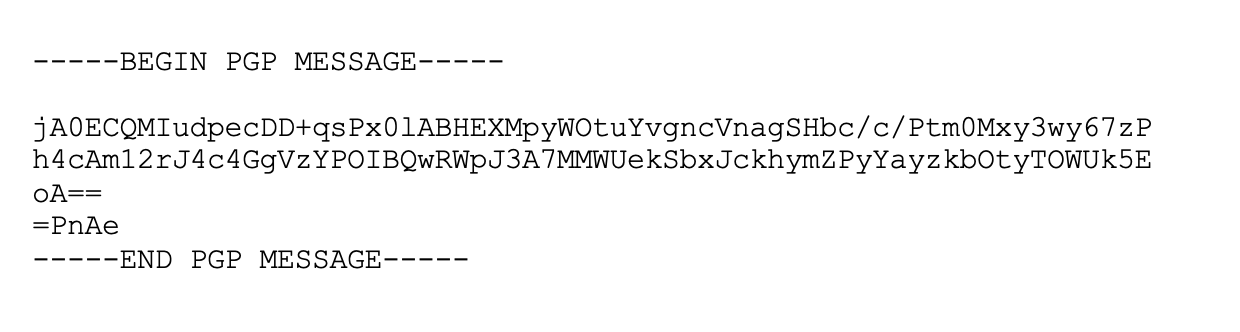 -----BEGIN PGP MESSAGE-----
jA0ECQMIudpecDD+qsPx0lABHEXMpyWOtuYvgncVnagSHbc/c/Ptm0Mxy3wy67zP
h4cAm12rJ4c4GgVzYPOIBQwRWpJ3A7MMWUekSbxJckhymZPyYayzkbOtyTOWUk5E
oA==
=PnAe
-----END PGP MESSAGE-----